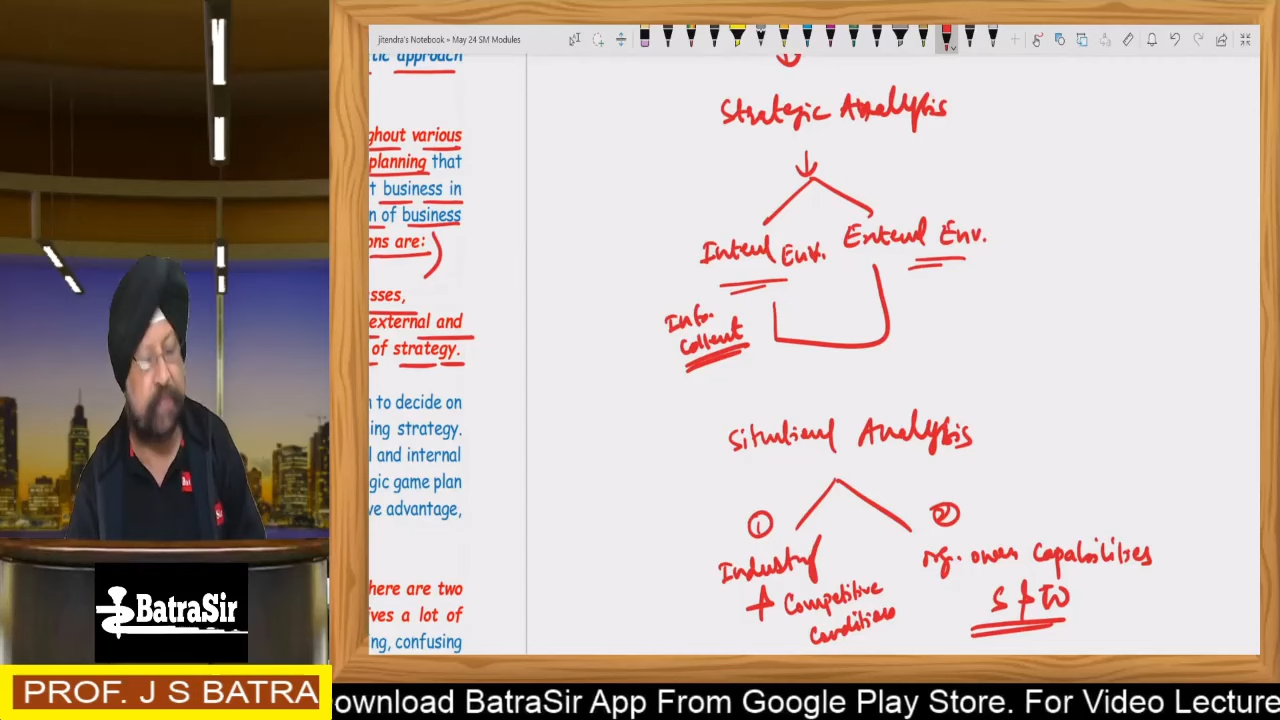 jitendra's Notebook » May 24 SM Modules
tic approach
ghout various
planning that
t business in
n of business
ons are:
sses,
external and
of strategy.
n to decide on
ing strategy.
l and internal
gic game plan
ve advantage,
here are two
ives a lot of
ng, confusing
Strategic Analysis
Internal Env.
External Env.
Info.
Collect
Situational Analysis
①
②
Industry
+ Competitive
Conditions
org. own Capabilities
S + W
BatraSir
PROF. J S BATRA
ownload BatraSir App From Google Play Store. For Video Lecture